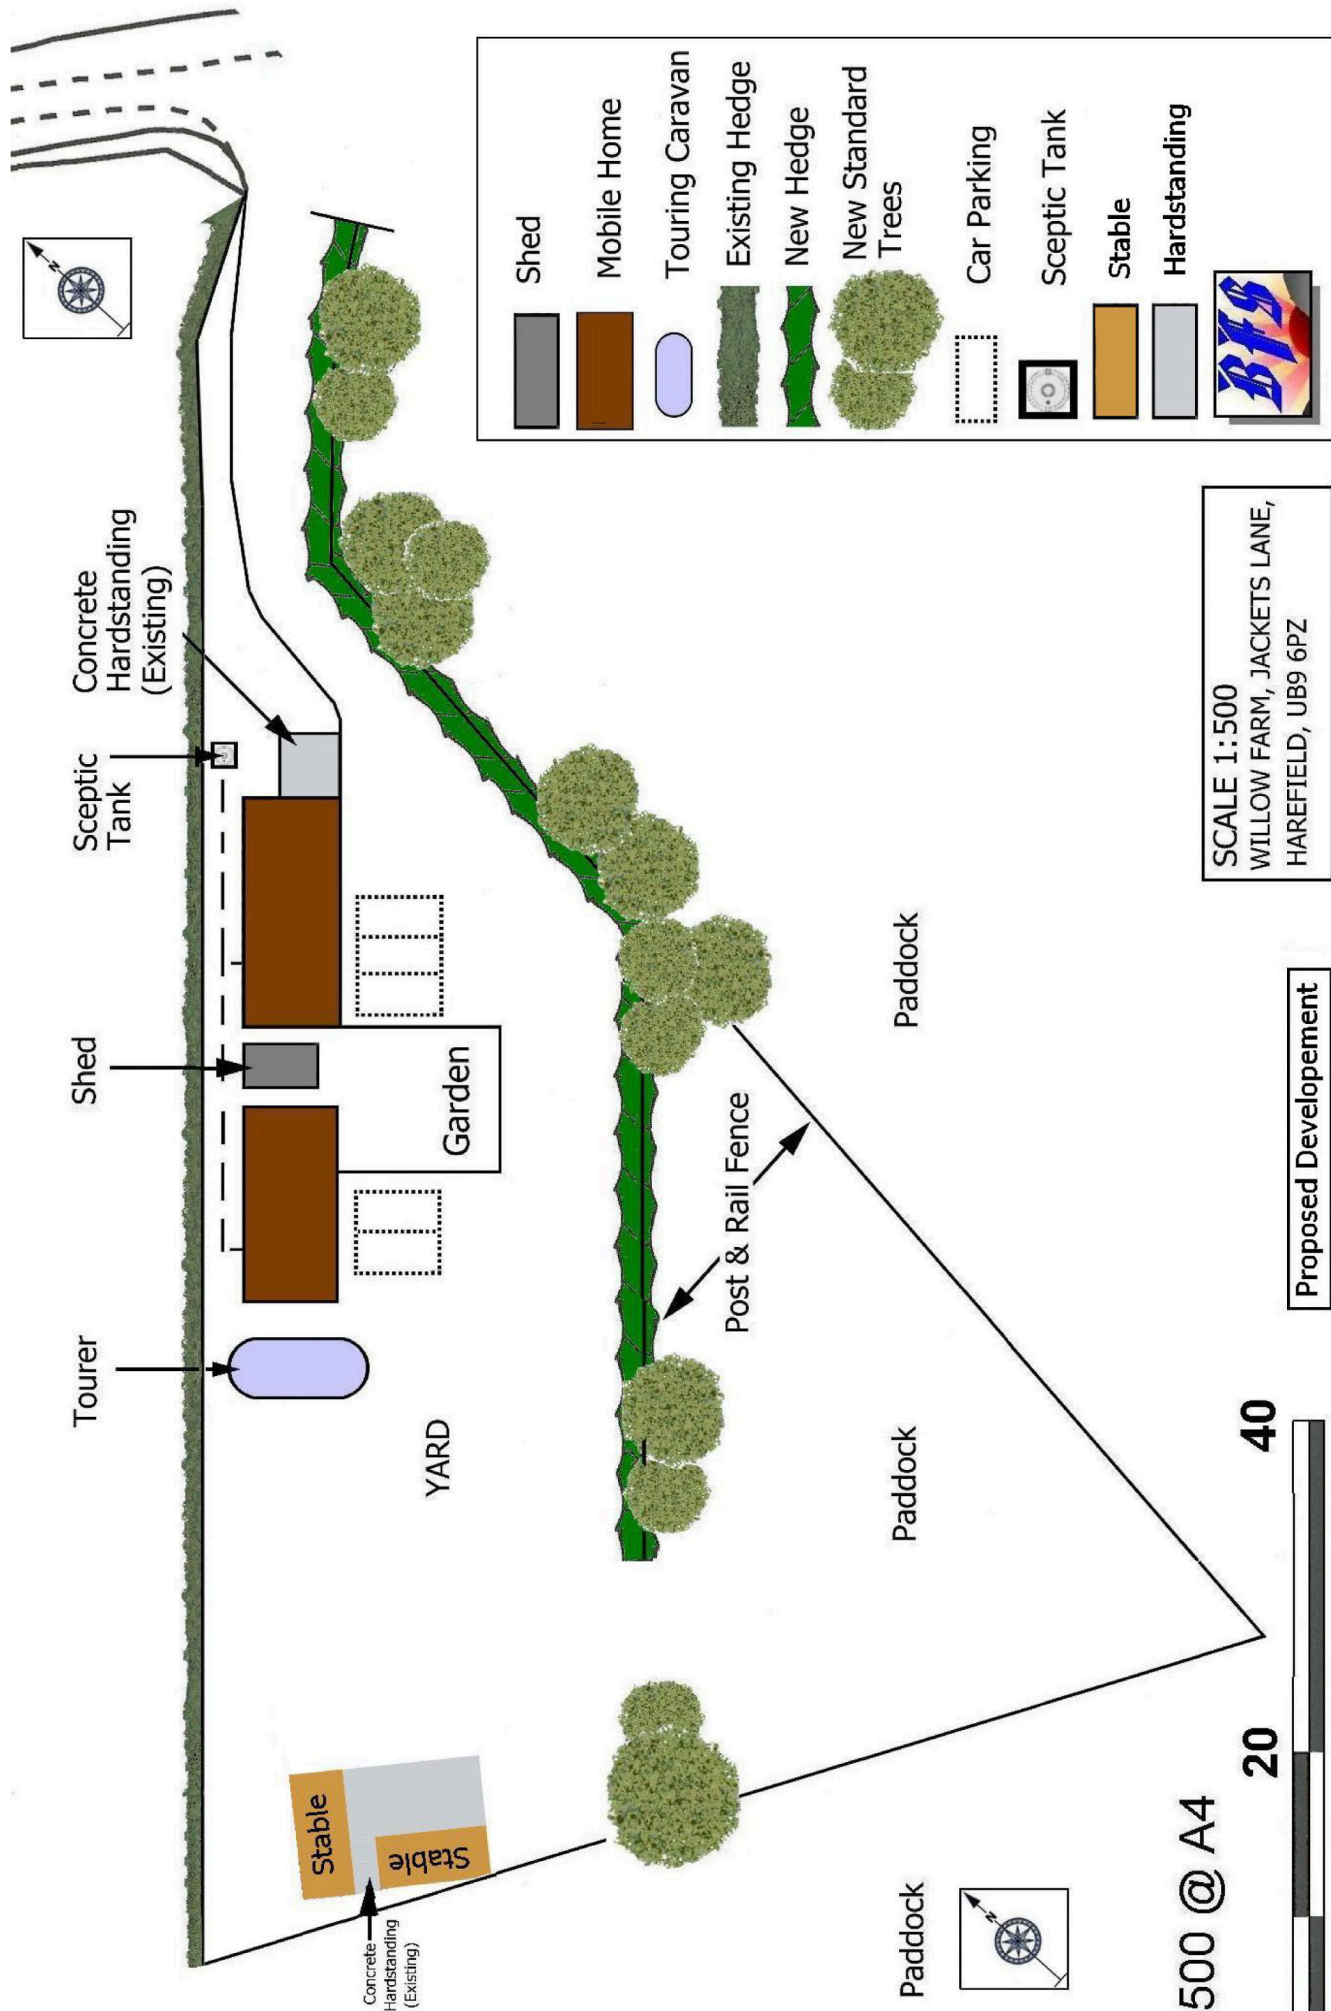 Concrete
Hardstanding
(Existing)
Sceptic
Tank
Shed
Tourer
N
Garden
YARD
Stable
Stable
Concrete
Hardstanding
(Existing)
Post & Rail Fence
Paddock
Paddock
Paddock
N
Shed
Mobile Home
Touring Caravan
Existing Hedge
New Hedge
New Standard
Trees
Car Parking
Sceptic Tank
Stable
Hardstanding
BFS
SCALE 1:500
WILLOW FARM, JACKETS LANE,
HAREFIELD, UB9 6PZ
Proposed Developement
500 @ A4
20
40